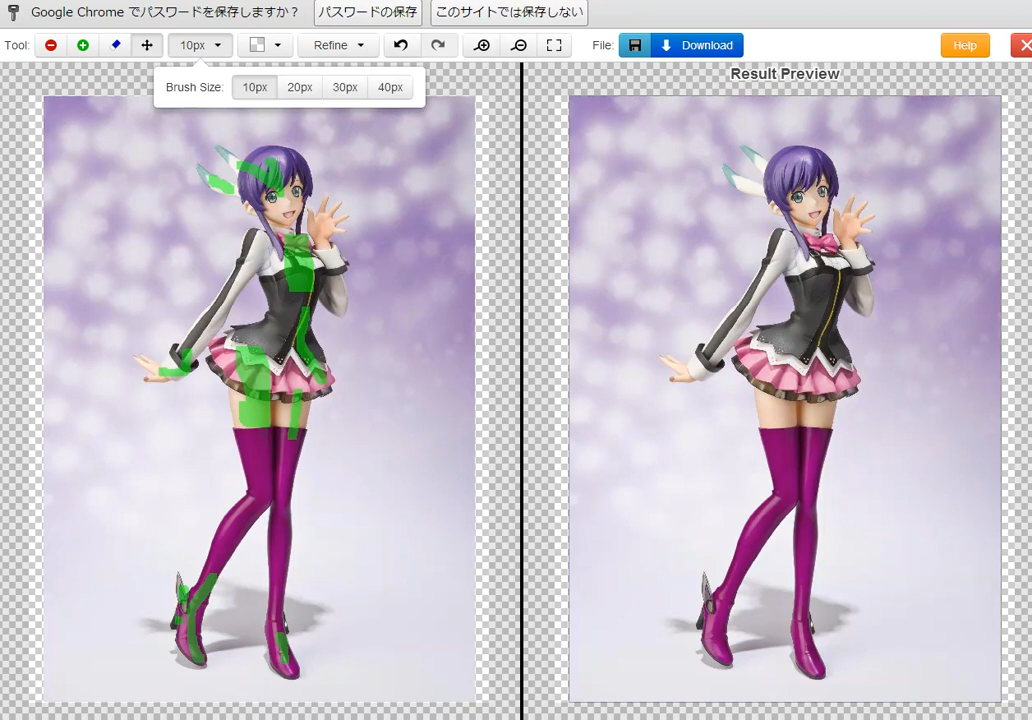 Google Chrome でパスワードを保存しますか？ パスワードの保存 このサイトでは保存しない
Tool: 10px Refine File: Download Help
Brush Size: 10px 20px 30px 40px
Result Preview